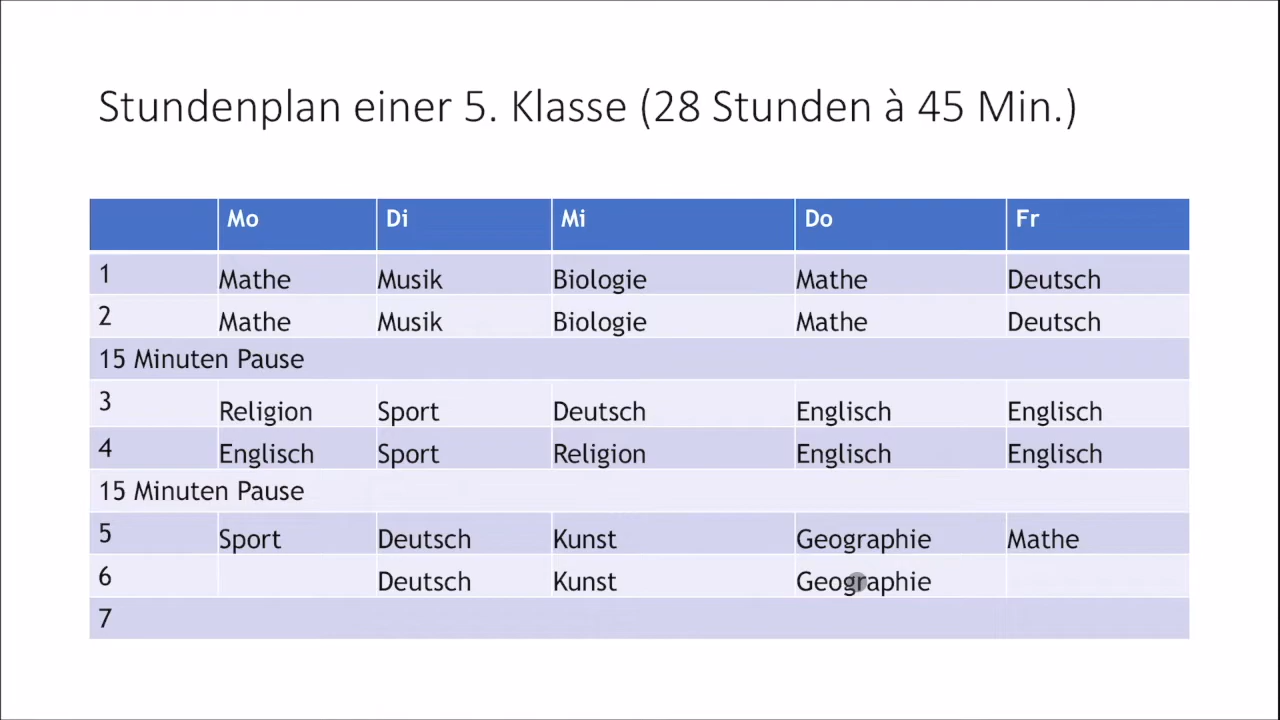 Stundenplan einer 5. Klasse (28 Stunden à 45 Min.)
Mo Di Mi Do Fr
1 Mathe Musik Biologie Mathe Deutsch
2 Mathe Musik Biologie Mathe Deutsch
15 Minuten Pause
3 Religion Sport Deutsch Englisch Englisch
4 Englisch Sport Religion Englisch Englisch
15 Minuten Pause
5 Sport Deutsch Kunst Geographie Mathe
6 Deutsch Kunst Geographie
7